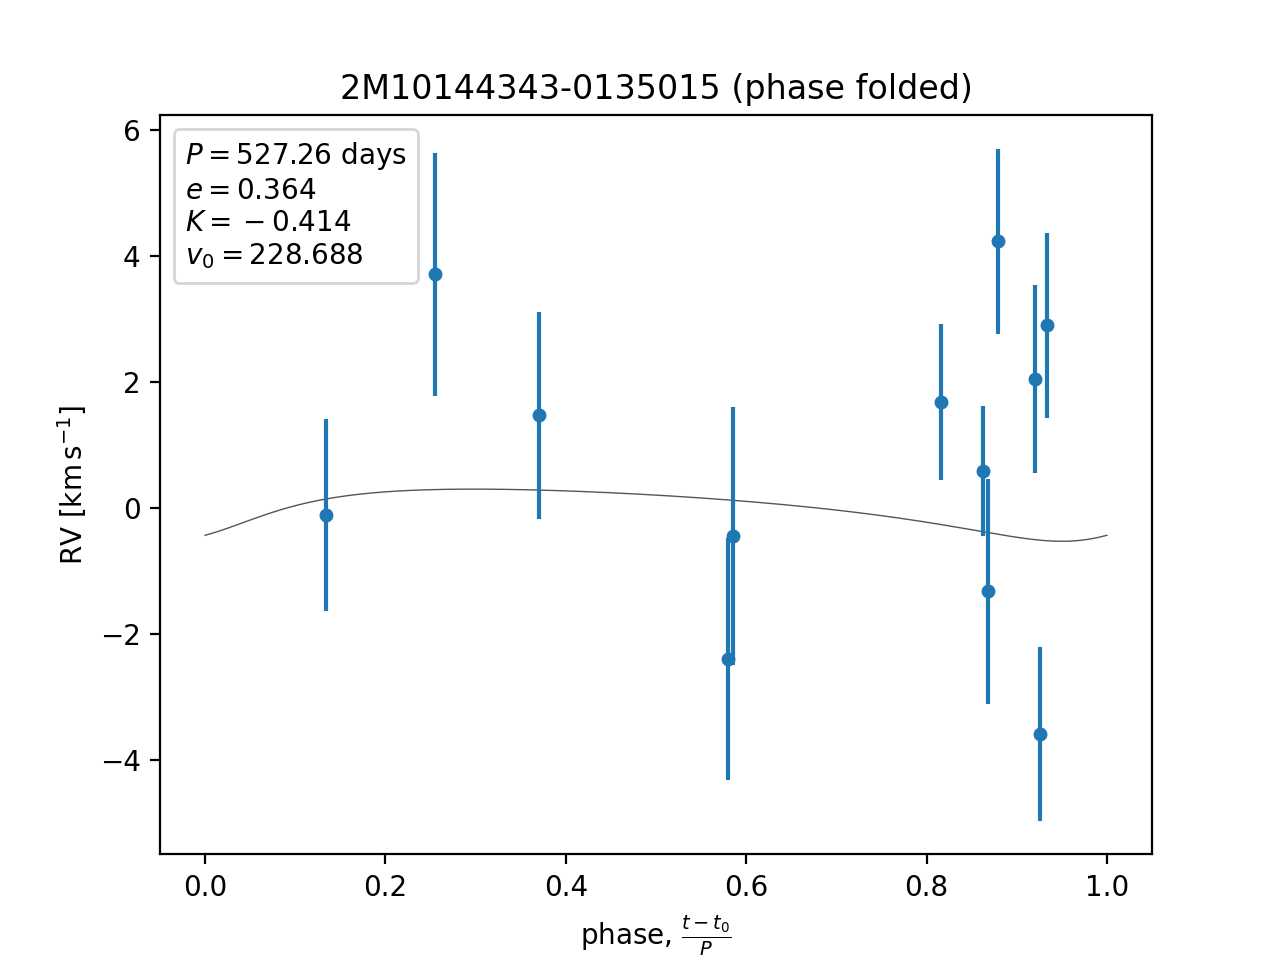 2M10144343-0135015 (phase folded)
P = 527.26 days
e = 0.364
K = −0.414
v₀ = 228.688
6
4
2
0
−2
−4
RV [km s⁻¹]
0.0 0.2 0.4 0.6 0.8 1.0
phase, (t − t₀)/P